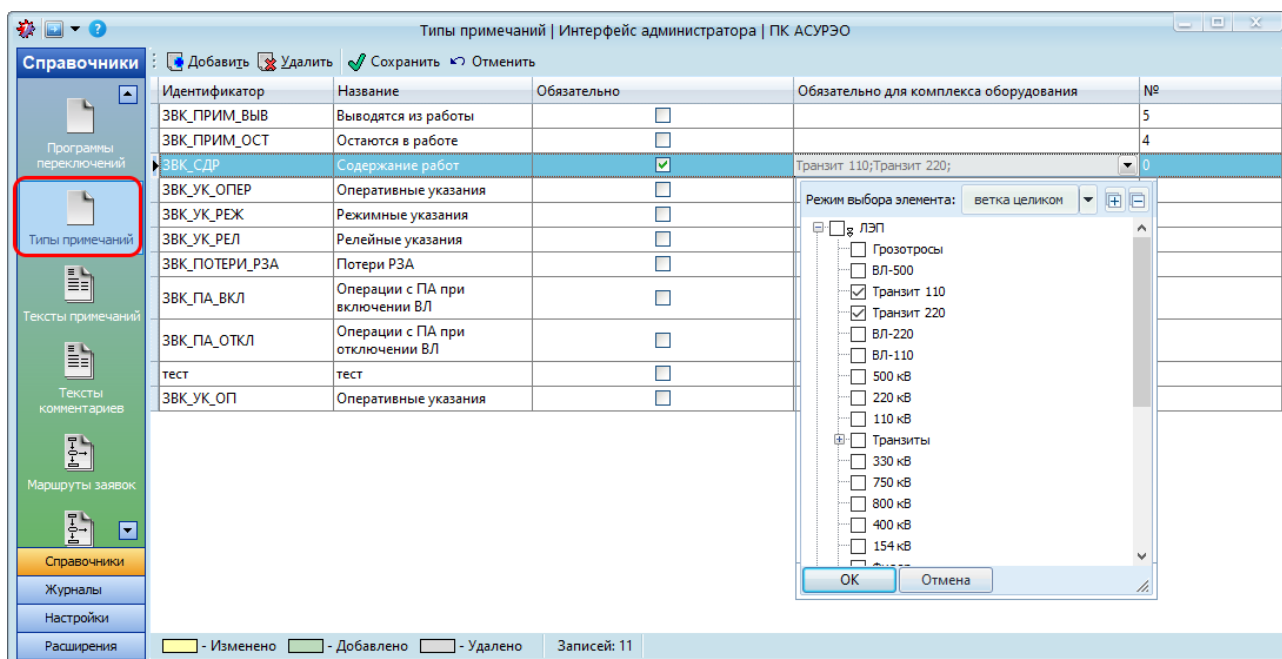 Типы примечаний | Интерфейс администратора | ПК АСУРЭО
Справочники
Добавить Удалить Сохранить Отменить
Идентификатор Название Обязательно Обязательно для комплекса оборудования №
ЗВК_ПРИМ_ВЫВ Выводятся из работы 5
ЗВК_ПРИМ_ОСТ Остаются в работе 4
ЗВК_СДР Содержание работ Транзит 110;Транзит 220; 0
ЗВК_УК_ОПЕР Оперативные указания
ЗВК_УК_РЕЖ Режимные указания
ЗВК_УК_РЕЛ Релейные указания
ЗВК_ПОТЕРИ_РЗА Потери РЗА
ЗВК_ПА_ВКЛ Операции с ПА при
включении ВЛ
ЗВК_ПА_ОТКЛ Операции с ПА при
отключении ВЛ
тест тест
ЗВК_УК_ОП Оперативные указания
Режим выбора элемента: ветка целиком
ЛЭП
Грозотросы
ВЛ-500
Транзит 110
Транзит 220
ВЛ-220
ВЛ-110
500 кВ
220 кВ
110 кВ
Транзиты
330 кВ
750 кВ
800 кВ
400 кВ
154 кВ
ОК Отмена
Программы
переключений
Типы примечаний
Тексты примечаний
Тексты
комментариев
Маршруты заявок
Справочники
Журналы
Настройки
Расширения
- Изменено - Добавлено - Удалено Записей: 11